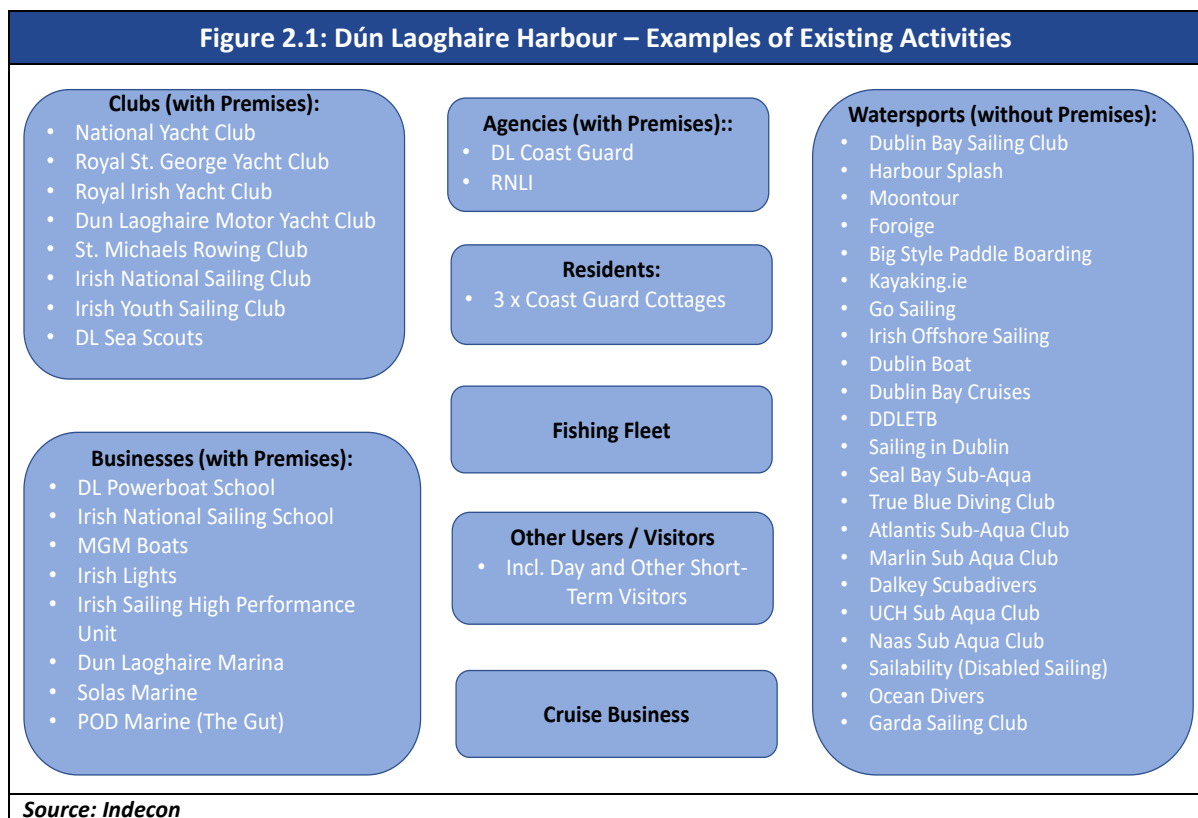 Figure 2.1: Dún Laoghaire Harbour – Examples of Existing Activities
Clubs (with Premises):
• National Yacht Club
• Royal St. George Yacht Club
• Royal Irish Yacht Club
• Dun Laoghaire Motor Yacht Club
• St. Michaels Rowing Club
• Irish National Sailing Club
• Irish Youth Sailing Club
• DL Sea Scouts
Businesses (with Premises):
• DL Powerboat School
• Irish National Sailing School
• MGM Boats
• Irish Lights
• Irish Sailing High Performance
Unit
• Dun Laoghaire Marina
• Solas Marine
• POD Marine (The Gut)
Agencies (with Premises)::
• DL Coast Guard
• RNLI
Residents:
• 3 x Coast Guard Cottages
Fishing Fleet
Other Users / Visitors
• Incl. Day and Other Short-
Term Visitors
Cruise Business
Watersports (without Premises):
• Dublin Bay Sailing Club
• Harbour Splash
• Moontour
• Foroige
• Big Style Paddle Boarding
• Kayaking.ie
• Go Sailing
• Irish Offshore Sailing
• Dublin Boat
• Dublin Bay Cruises
• DDLETB
• Sailing in Dublin
• Seal Bay Sub-Aqua
• True Blue Diving Club
• Atlantis Sub-Aqua Club
• Marlin Sub Aqua Club
• Dalkey Scubadivers
• UCH Sub Aqua Club
• Naas Sub Aqua Club
• Sailability (Disabled Sailing)
• Ocean Divers
• Garda Sailing Club
Source: Indecon